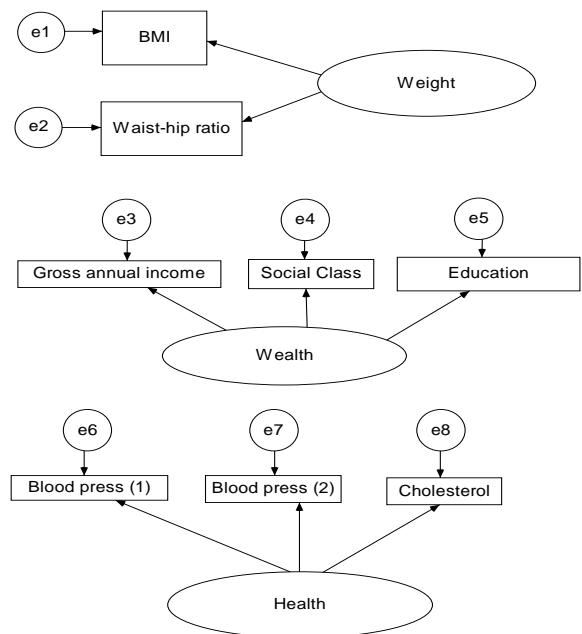 e1
BMI
Weight
e2
Waist-hip ratio
e3
e4
e5
Gross annual income
Social Class
Education
Wealth
e6
e7
e8
Blood press (1)
Blood press (2)
Cholesterol
Health